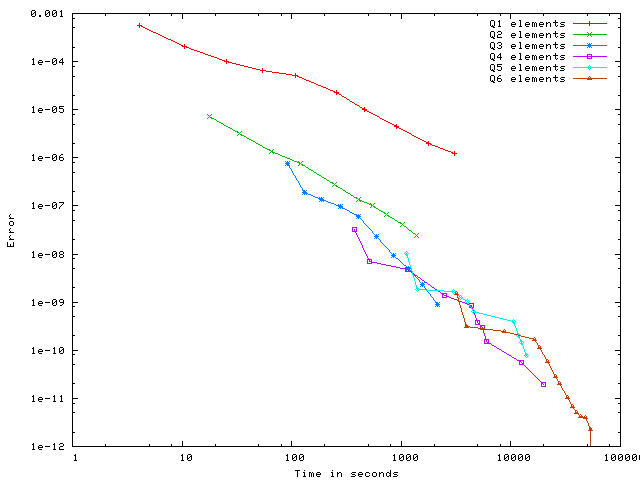 0.001
1e-04
1e-05
1e-06
1e-07
1e-08
1e-09
1e-10
1e-11
1e-12
Error
1
10
100
1000
10000
100000
Time in seconds
Q1 elements
Q2 elements
Q3 elements
Q4 elements
Q5 elements
Q6 elements